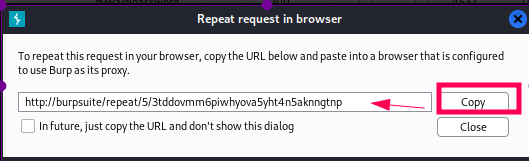 Repeat request in browser
To repeat this request in your browser, copy the URL below and paste into a browser that is configured
to use Burp as its proxy.
http://burpsuite/repeat/5/3tddovmm6piwhyova5yht4n5aknngtnp
Copy
In future, just copy the URL and don't show this dialog
Close